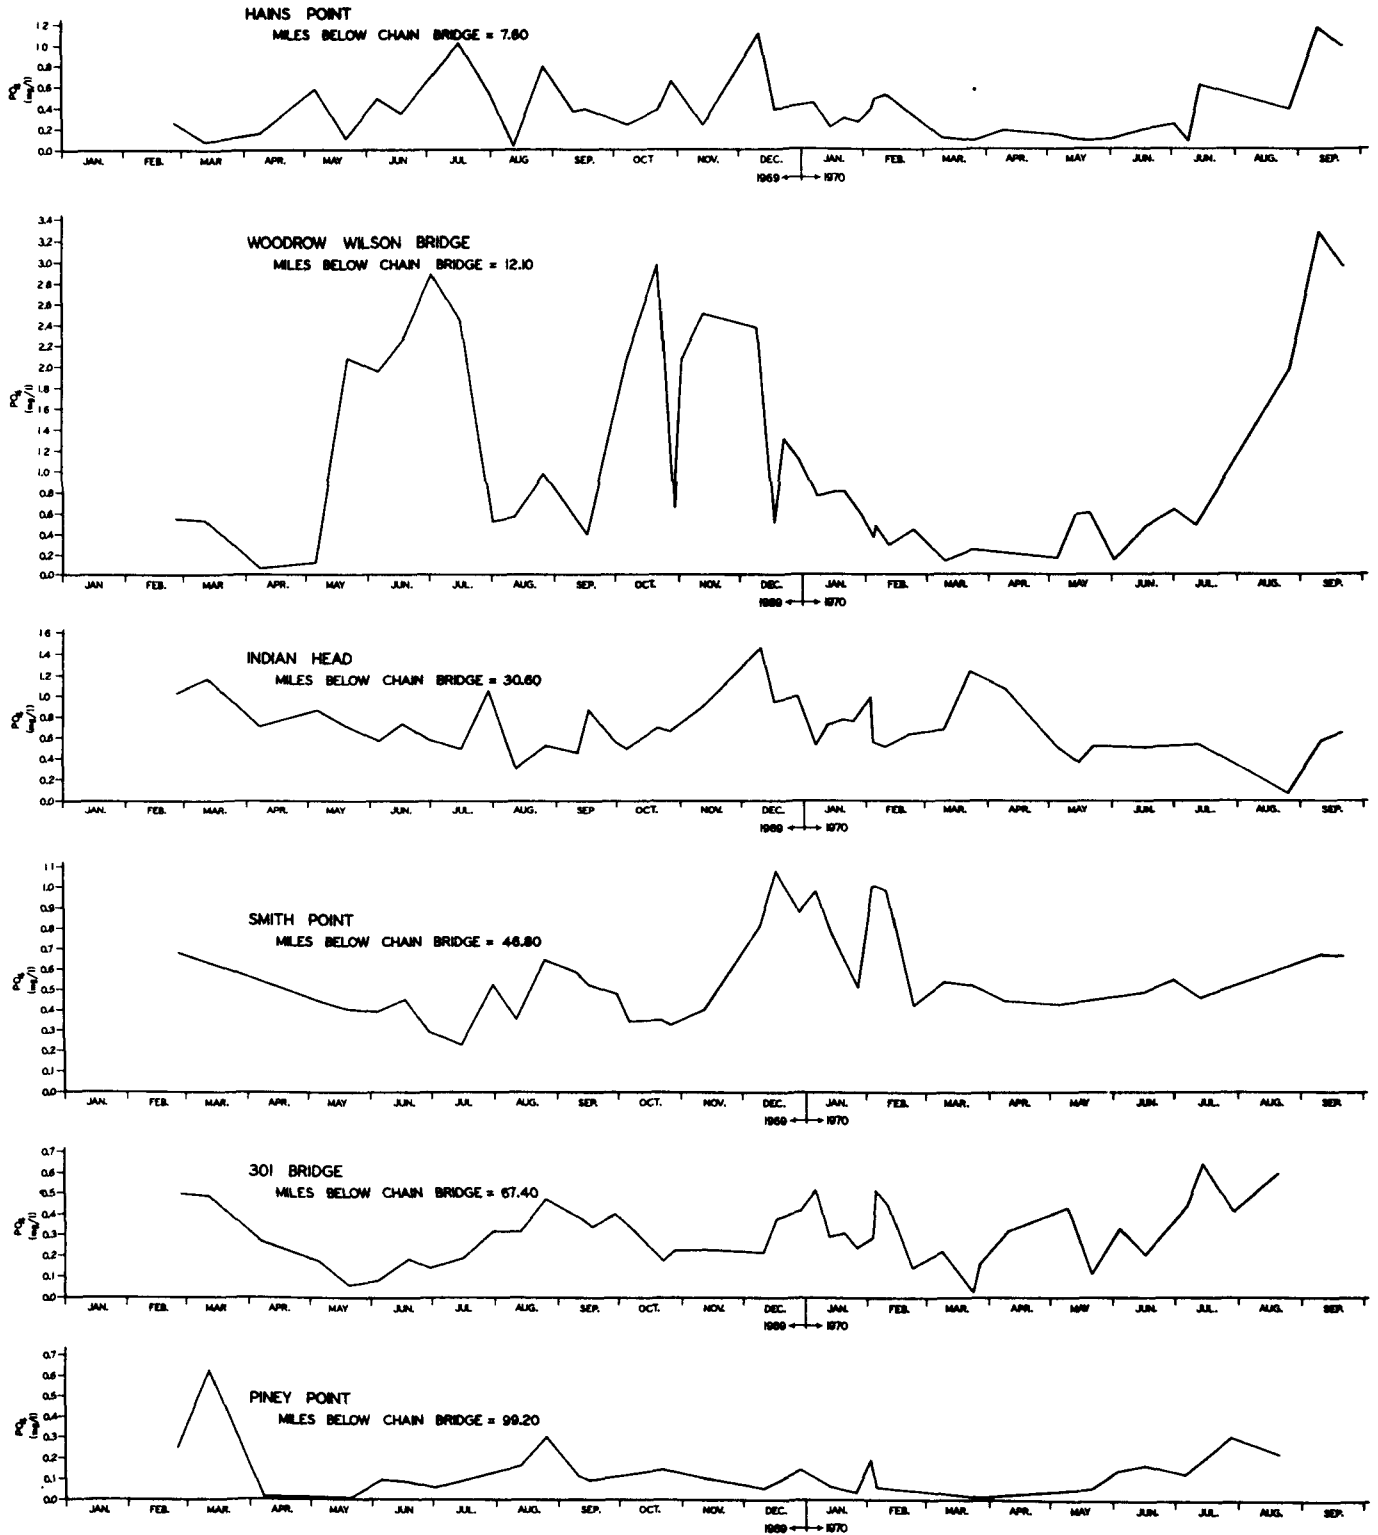 HAINS POINT
MILES BELOW CHAIN BRIDGE = 7.60
1.2
1.0
0.8
0.6
0.4
0.2
0.0
PO4
(mg/l)
JAN. FEB. MAR APR. MAY JUN JUL AUG SEP. OCT NOV. DEC. JAN. FEB MAR. APR. MAY JUN. JUN. AUG. SEP.
1969 1970
WOODROW WILSON BRIDGE
MILES BELOW CHAIN BRIDGE = 12.10
3.4
3.2
3.0
2.8
2.6
2.4
2.2
2.0
1.8
1.6
1.4
1.2
1.0
0.8
0.6
0.4
0.2
0.0
PO4
(mg/l)
JAN FEB. MAR APR. MAY JUN. JUL. AUG. SEP. OCT. NOV. DEC. JAN. FEB. MAR. APR. MAY JUN. JUL. AUG. SEP.
1969 1970
INDIAN HEAD
MILES BELOW CHAIN BRIDGE = 30.60
1.6
1.4
1.2
1.0
0.8
0.6
0.4
0.2
0.0
PO4
(mg/l)
JAN. FEB. MAR APR. MAY JUN. JUL. AUG. SEP OCT. NOV. DEC. JAN. FEB. MAR. APR. MAY JUN. JUL. AUG. SEP.
1969 1970
SMITH POINT
MILES BELOW CHAIN BRIDGE = 46.80
1.1
1.0
0.9
0.8
0.7
0.6
0.5
0.4
0.3
0.2
0.1
0.0
PO4
(mg/l)
JAN. FEB. MAR. APR. MAY JUN. JUL AUG. SEP. OCT. NOV. DEC. JAN. FEB. MAR. APR. MAY JUN. JUL. AUG. SEP.
1969 1970
301 BRIDGE
MILES BELOW CHAIN BRIDGE = 67.40
0.7
0.6
0.5
0.4
0.3
0.2
0.1
0.0
PO4
(mg/l)
JAN. FEB. MAR APR. MAY JUN. JUL AUG. SEP. OCT. NOV. DEC. JAN. FEB. MAR. APR. MAY JUN. JUL. AUG. SEP.
1969 1970
PINEY POINT
MILES BELOW CHAIN BRIDGE = 99.20
0.7
0.6
0.5
0.4
0.3
0.2
0.1
0.0
PO4
(mg/l)
JAN. FEB. MAR. APR. MAY JUN. JUL. AUG. SEP. OCT. NOV. DEC. JAN. FEB. MAR. APR. MAY JUN. JUL. AUG. SEP.
1969 1970